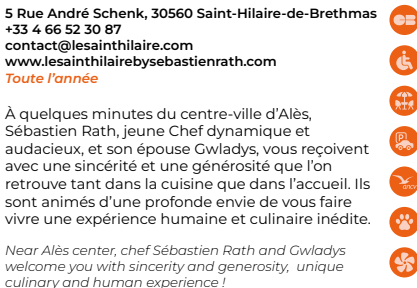 5 Rue André Schenk, 30560 Saint-Hilaire-de-Brethmas
+33 4 66 52 30 87
contact@lesainthilaire.com
www.lesainthilairebysebastienrath.com
Toute l'année
À quelques minutes du centre-ville d'Alès,
Sébastien Rath, jeune Chef dynamique et
audacieux, et son épouse Gwladys, vous reçoivent
avec une sincérité et une générosité que l'on
retrouve tant dans la cuisine que dans l'accueil. Ils
sont animés d'une profonde envie de vous faire
vivre une expérience humaine et culinaire inédite.
Near Alès center, chef Sébastien Rath and Gwladys
welcome you with sincerity and generosity, unique
culinary and human experience !
CB
ancv